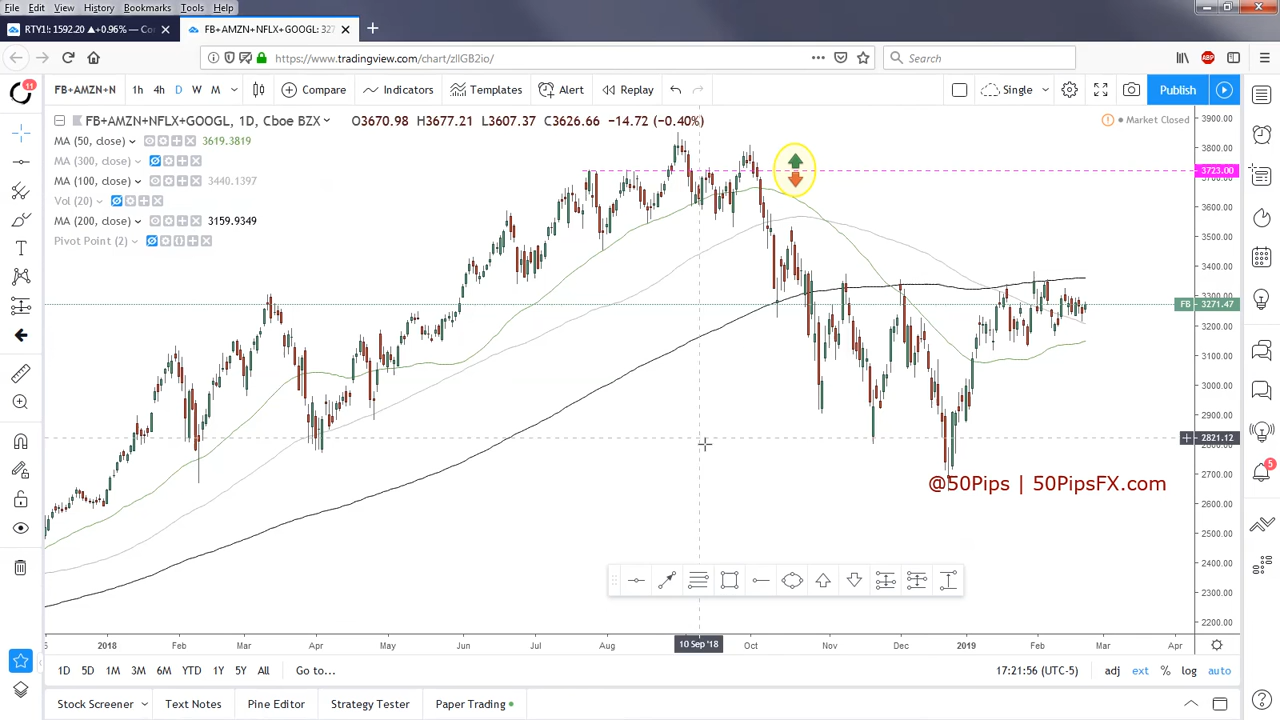 File Edit View History Bookmarks Tools Help
RTY1!: 1592.20 ▲+0.96% — Co
FB+AMZN+NFLX+GOOGL: 327
https://www.tradingview.com/chart/zIIGB2io/
Search
ABP
11
FB+AMZN+N
1h 4h D W M
Compare
Indicators
Templates
Alert
Replay
Single
Publish
FB+AMZN+NFLX+GOOGL, 1D, Cboe BZX O3670.98 H3677.21 L3607.37 C3626.66 −14.72 (−0.40%)
Market Closed
MA (50, close) 3619.3819
MA (300, close)
MA (100, close) 3440.1397
Vol (20)
MA (200, close) 3159.9349
Pivot Point (2)
3900.00
3800.00
3723.00
3600.00
3500.00
3400.00
3300.00
FB 3271.47
3200.00
3100.00
3000.00
2900.00
2821.12
2700.00
2600.00
2500.00
2400.00
2300.00
2200.00
@50Pips | 50PipsFX.com
2018 Feb Mar Apr May Jun Jul Aug 10 Sep '18 Oct Nov Dec 2019 Feb Mar Apr
1D 5D 1M 3M 6M YTD 1Y 5Y All Go to...
17:21:56 (UTC-5) adj ext % log auto
Stock Screener Text Notes Pine Editor Strategy Tester Paper Trading
5